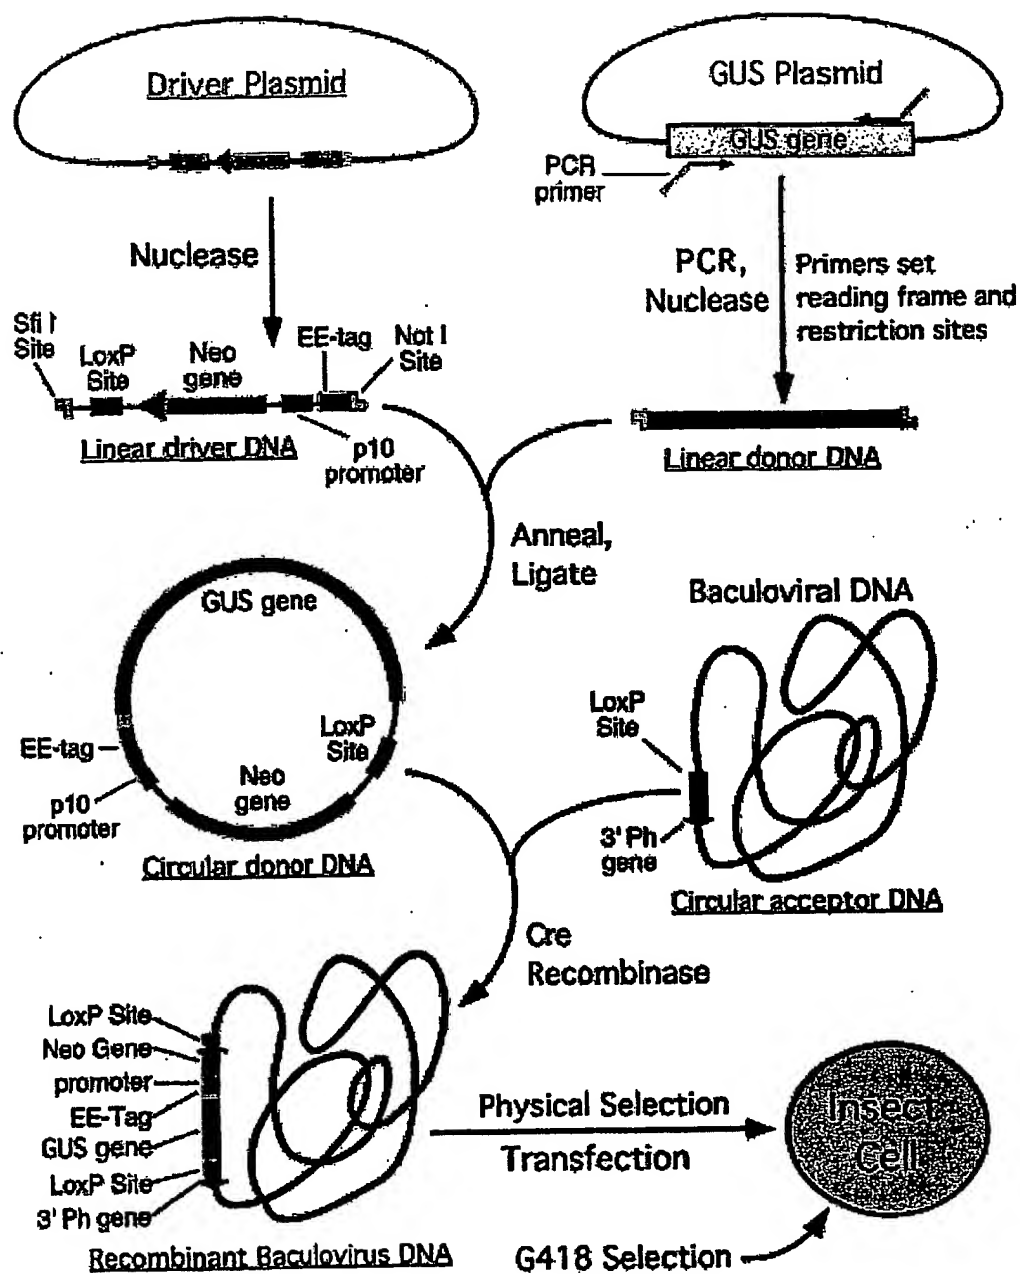 Driver Plasmid
GUS Plasmid
GUS gene
PCR
primer
Nuclease
PCR,
Nuclease
Primers set
reading frame and
restriction sites
Sfi I
Site
LoxP
Site
Neo
gene
EE-tag
Not I
Site
Linear driver DNA
p10
promoter
Linear donor DNA
Anneal,
Ligate
GUS gene
Baculoviral DNA
LoxP
Site
LoxP
Site
EE-tag
Neo
gene
p10
promoter
3' Ph
gene
Circular donor DNA
Circular acceptor DNA
Cre
Recombinase
LoxP Site
Neo Gene
promoter
EE-Tag
GUS gene
LoxP Site
3' Ph gene
Physical Selection
Transfection
Insect
Cell
Recombinant Baculovirus DNA
G418 Selection